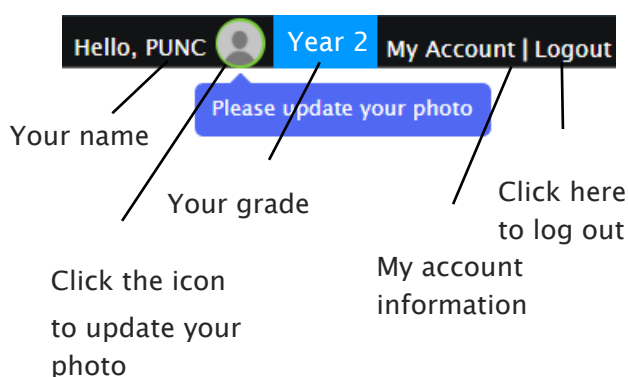 Hello, PUNC Year 2 My Account | Logout
Please update your photo
Your name
Your grade
Click here
to log out
My account
information
Click the icon
to update your
photo